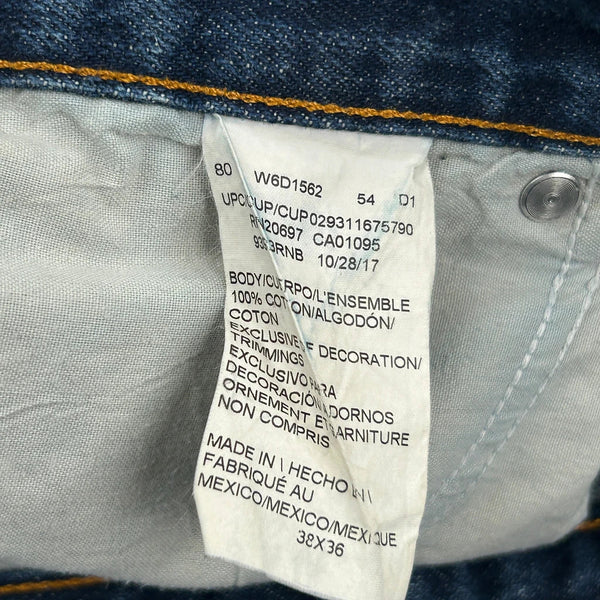 80 W6D1562 54 D1
UPC/CUP/CUP029311675790
RN20697 CA01095
9363RNB 10/28/17
BODY/CUERPO/L'ENSEMBLE
100% COTTON/ALGODÓN/
COTON
EXCLUSIVE OF DECORATION/
TRIMMINGS
EXCLUSIVO PARA
DECORACIÓN ADORNOS
ORNEMENT ET GARNITURE
NON COMPRIS
MADE IN \ HECHO EN \
FABRIQUÉ AU
MEXICO/MEXICO/MEXIQUE
38X36